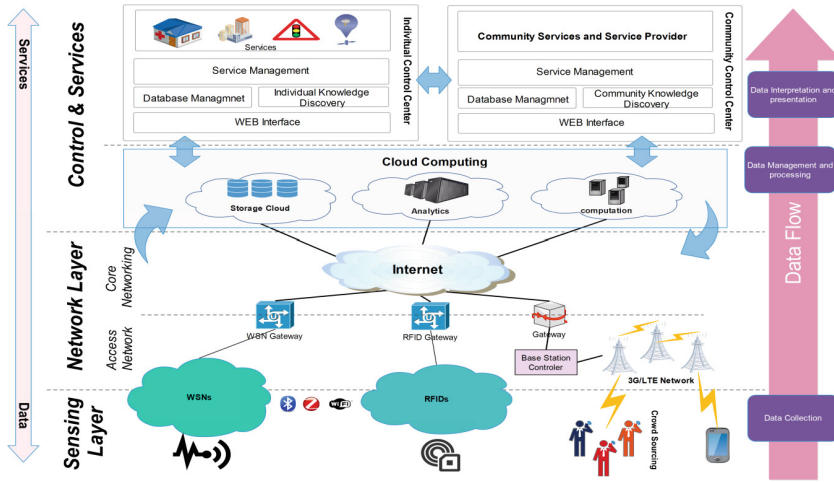 Services
Data
Control & Services
Services
Service Management
Database Managmnet
Individual Knowledge
Discovery
WEB Interface
Individual Control Center
Community Services and Service Provider
Service Management
Database Managmnet
Community Knowledge
Discovery
WEB Interface
Community Control Center
Cloud Computing
Storage Cloud
Analytics
computation
Network Layer
Core
Networking
Access
Network
Internet
WSN Gateway
RFID Gateway
Gateway
Base Station
Controler
3G/LTE Network
Sensing
Layer
WSNs
WiFi
RFIDs
Crowd Sourcing
Data Flow
Data Interpretation and
presentation
Data Management and
processing
Data Collection